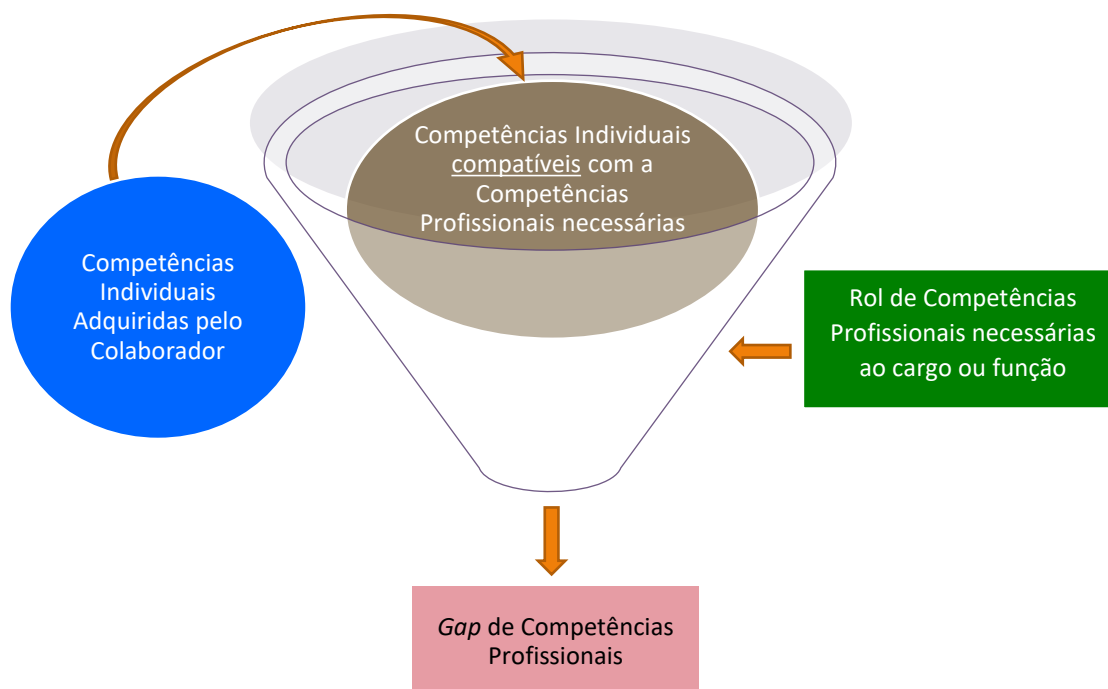 Competências Individuais
compatíveis com a
Competências
Profissionais necessárias
Competências
Individuais
Adquiridas pelo
Colaborador
Rol de Competências
Profissionais necessárias
ao cargo ou função
Gap de Competências
Profissionais